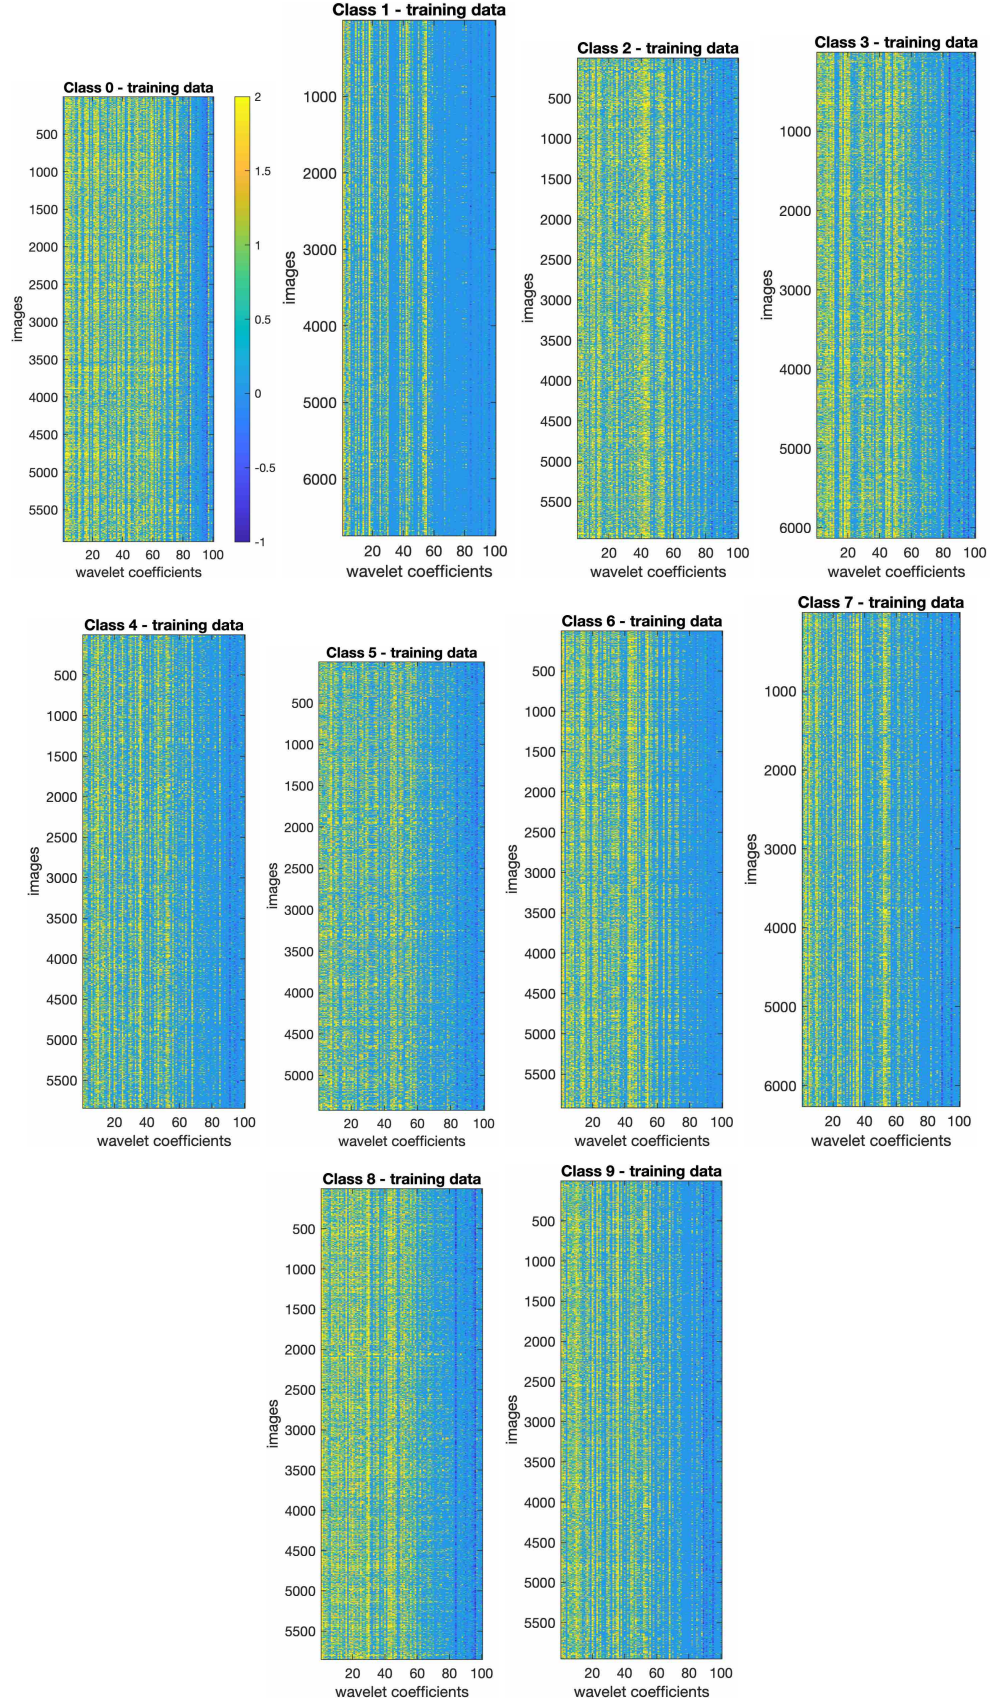 Class 0 - training data
500
1000
1500
2000
2500
3000
3500
4000
4500
5000
5500
images
20 40 60 80 100
wavelet coefficients
2
1.5
1
0.5
0
-0.5
-1
Class 1 - training data
1000
2000
3000
4000
5000
6000
images
20 40 60 80 100
wavelet coefficients
Class 2 - training data
500
1000
1500
2000
2500
3000
3500
4000
4500
5000
5500
images
20 40 60 80 100
wavelet coefficients
Class 3 - training data
1000
2000
3000
4000
5000
6000
images
20 40 60 80 100
wavelet coefficients
Class 4 - training data
500
1000
1500
2000
2500
3000
3500
4000
4500
5000
5500
images
20 40 60 80 100
wavelet coefficients
Class 5 - training data
500
1000
1500
2000
2500
3000
3500
4000
4500
5000
images
20 40 60 80 100
wavelet coefficients
Class 6 - training data
500
1000
1500
2000
2500
3000
3500
4000
4500
5000
5500
images
20 40 60 80 100
wavelet coefficients
Class 7 - training data
1000
2000
3000
4000
5000
6000
images
20 40 60 80 100
wavelet coefficients
Class 8 - training data
500
1000
1500
2000
2500
3000
3500
4000
4500
5000
5500
images
20 40 60 80 100
wavelet coefficients
Class 9 - training data
500
1000
1500
2000
2500
3000
3500
4000
4500
5000
5500
images
20 40 60 80 100
wavelet coefficients